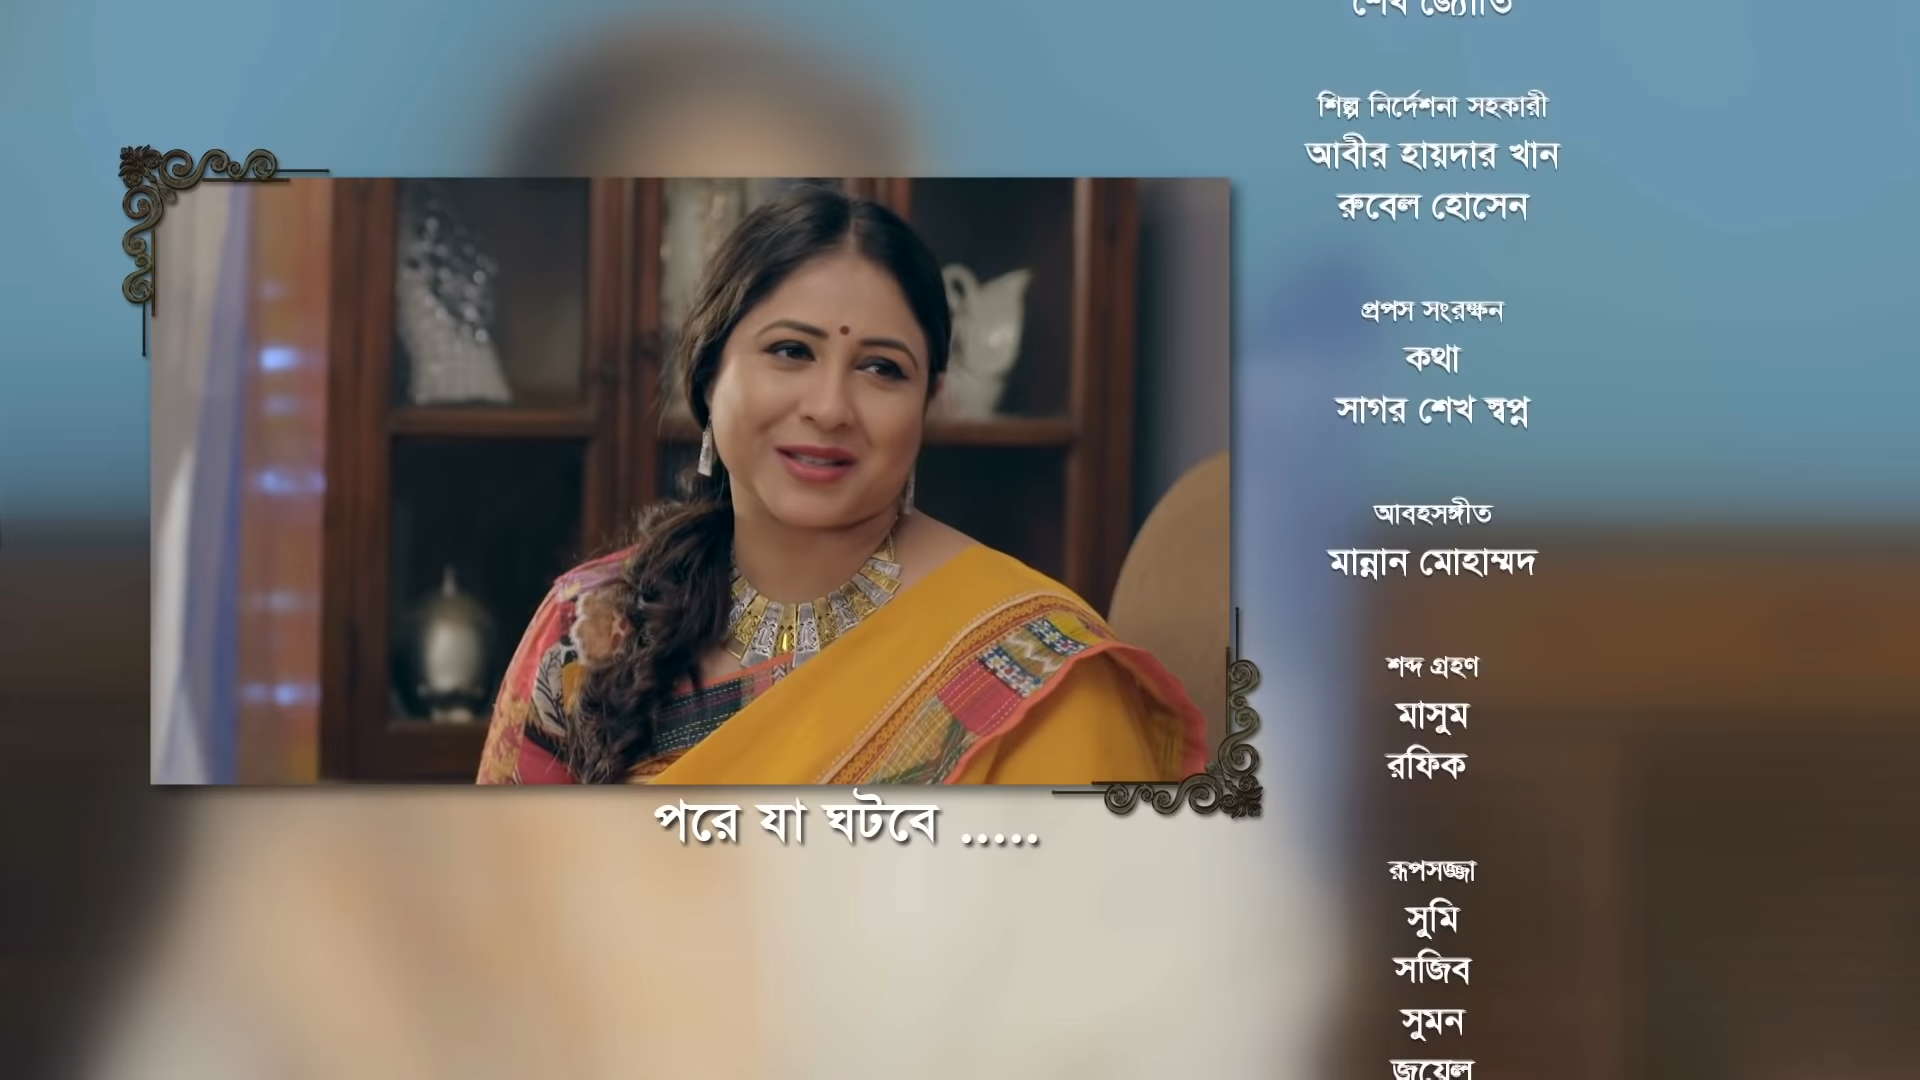 শেখ জ্যোতি
শিল্প নির্দেশনা সহকারী
আবীর হায়দার খান
রুবেল হোসেন
প্রপস সংরক্ষন
কথা
সাগর শেখ স্বপ্ন
আবহসঙ্গীত
মান্নান মোহাম্মদ
শব্দ গ্রহণ
মাসুম
রফিক
রূপসজ্জা
সুমি
সজিব
সুমন
জুয়েল
পরে যা ঘটবে .....